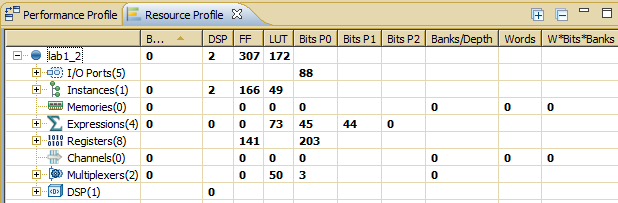 Performance Profile Resource Profile
B... DSP FF LUT Bits P0 Bits P1 Bits P2 Banks/Depth Words W*Bits*Banks
lab1_2 0 2 307 172
I/O Ports(5) 88
Instances(1) 0 2 166 49
Memories(0) 0 0 0 0 0 0 0
Expressions(4) 0 0 0 73 45 44 0
Registers(8) 141 203
Channels(0) 0 0 0 0 0 0 0
Multiplexers(2) 0 0 50 3 0
DSP(1) 0